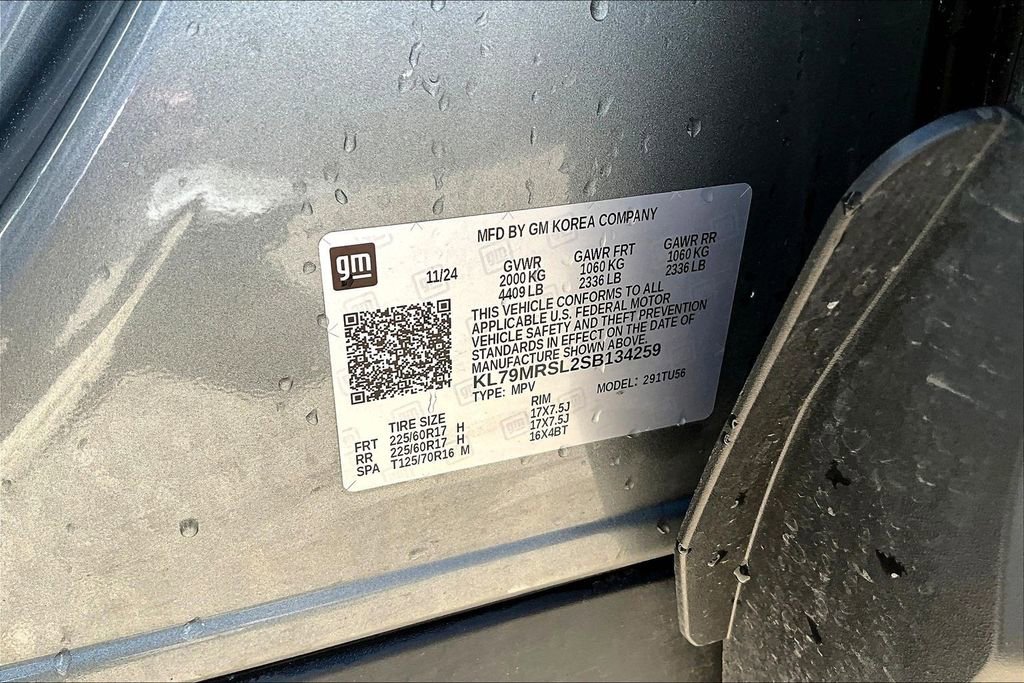 MFD BY GM KOREA COMPANY
gm
11/24
GVWR GAWR FRT GAWR RR
2000 KG 1060 KG 1060 KG
4409 LB 2336 LB 2336 LB
THIS VEHICLE CONFORMS TO ALL
APPLICABLE U.S. FEDERAL MOTOR
VEHICLE SAFETY AND THEFT PREVENTION
STANDARDS IN EFFECT ON THE DATE OF
MANUFACTURE SHOWN ABOVE.
KL79MRSL2SB134259
TYPE: MPV MODEL: 291TU56
TIRE SIZE RIM
FRT 225/60R17 H 17X7.5J
RR 225/60R17 H 17X7.5J
SPA T125/70R16 M 16X4BT